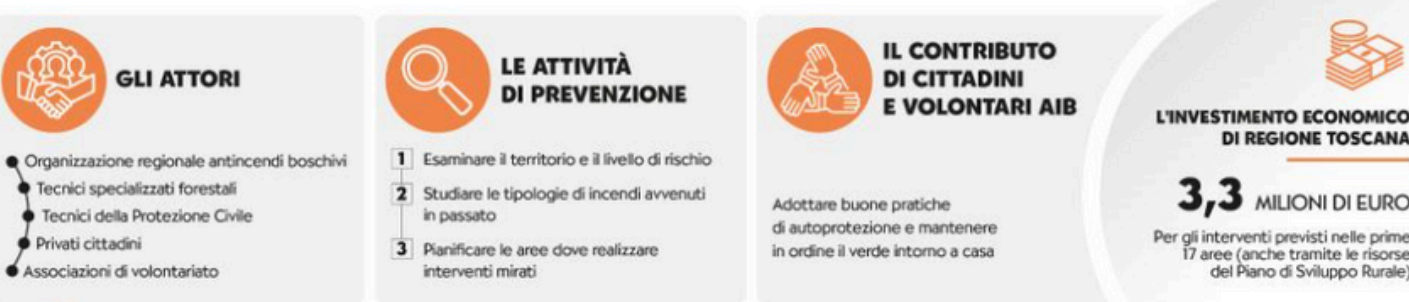 GLI ATTORI
Organizzazione regionale antincendi boschivi
Tecnici specializzati forestali
Tecnici della Protezione Civile
Privati cittadini
Associazioni di volontariato
LE ATTIVITÀ
DI PREVENZIONE
1 Esaminare il territorio e il livello di rischio
2 Studiare le tipologie di incendi avvenuti
in passato
3 Pianificare le aree dove realizzare
interventi mirati
IL CONTRIBUTO
DI CITTADINI
E VOLONTARI AIB
Adottare buone pratiche
di autoprotezione e mantenere
in ordine il verde intorno a casa
L'INVESTIMENTO ECONOMICO
DI REGIONE TOSCANA
3,3 MILIONI DI EURO
Per gli interventi previsti nelle prime
17 aree (anche tramite le risorse
del Piano di Sviluppo Rurale)